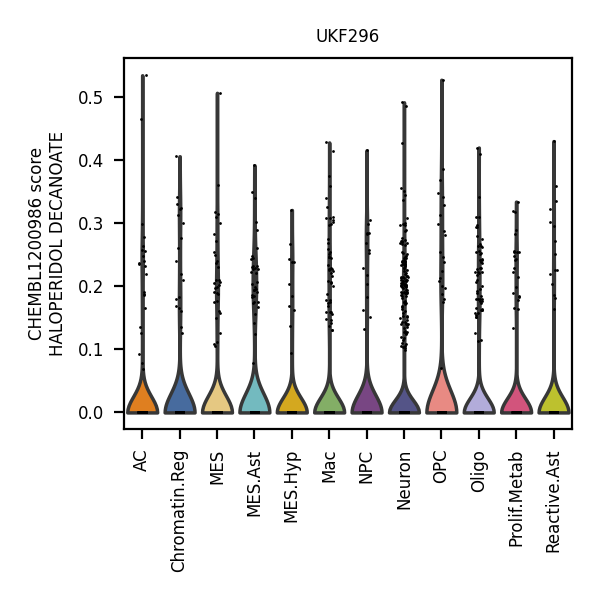 UKF296
CHEMBL1200986 score
HALOPERIDOL DECANOATE
0.5
0.4
0.3
0.2
0.1
0.0
AC
Chromatin.Reg
MES
MES.Ast
MES.Hyp
Mac
NPC
Neuron
OPC
Oligo
Prolif.Metab
Reactive.Ast